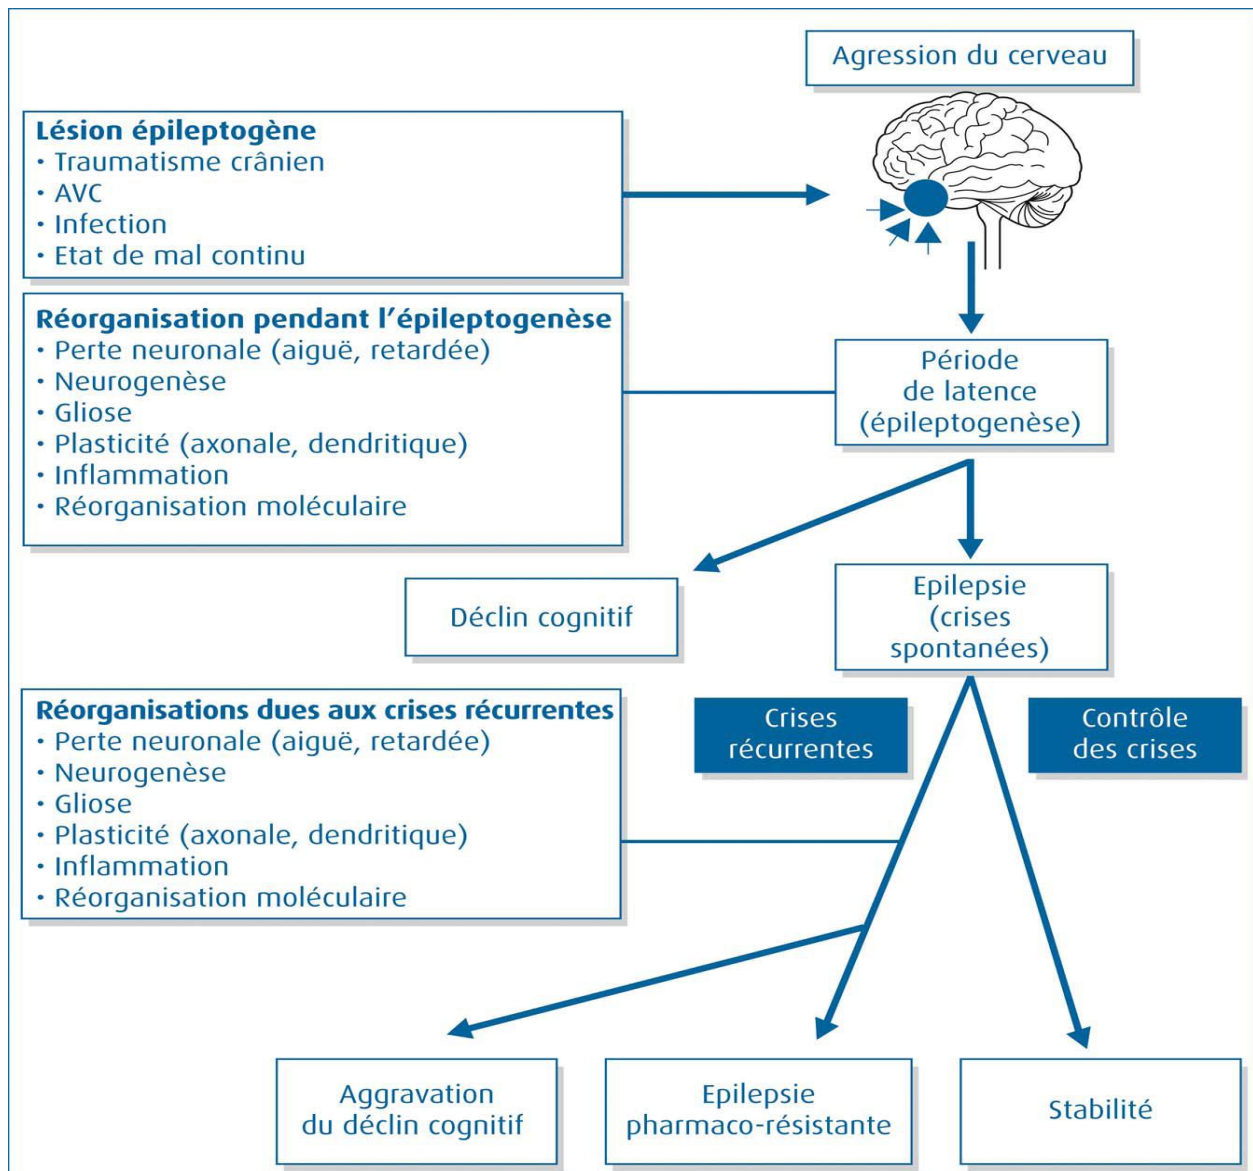 Agression du cerveau
Lésion épileptogène
· Traumatisme crânien
· AVC
· Infection
· Etat de mal continu
Réorganisation pendant l'épileptogenèse
· Perte neuronale (aiguë, retardée)
· Neurogenèse
· Gliose
· Plasticité (axonale, dendritique)
· Inflammation
· Réorganisation moléculaire
Période
de latence
(épileptogenèse)
Déclin cognitif
Epilepsie
(crises
spontanées)
Réorganisations dues aux crises récurrentes
· Perte neuronale (aiguë, retardée)
· Neurogenèse
· Gliose
· Plasticité (axonale, dendritique)
· Inflammation
· Réorganisation moléculaire
Crises
récurrentes
Contrôle
des crises
Aggravation
du déclin cognitif
Epilepsie
pharmaco-résistante
Stabilité